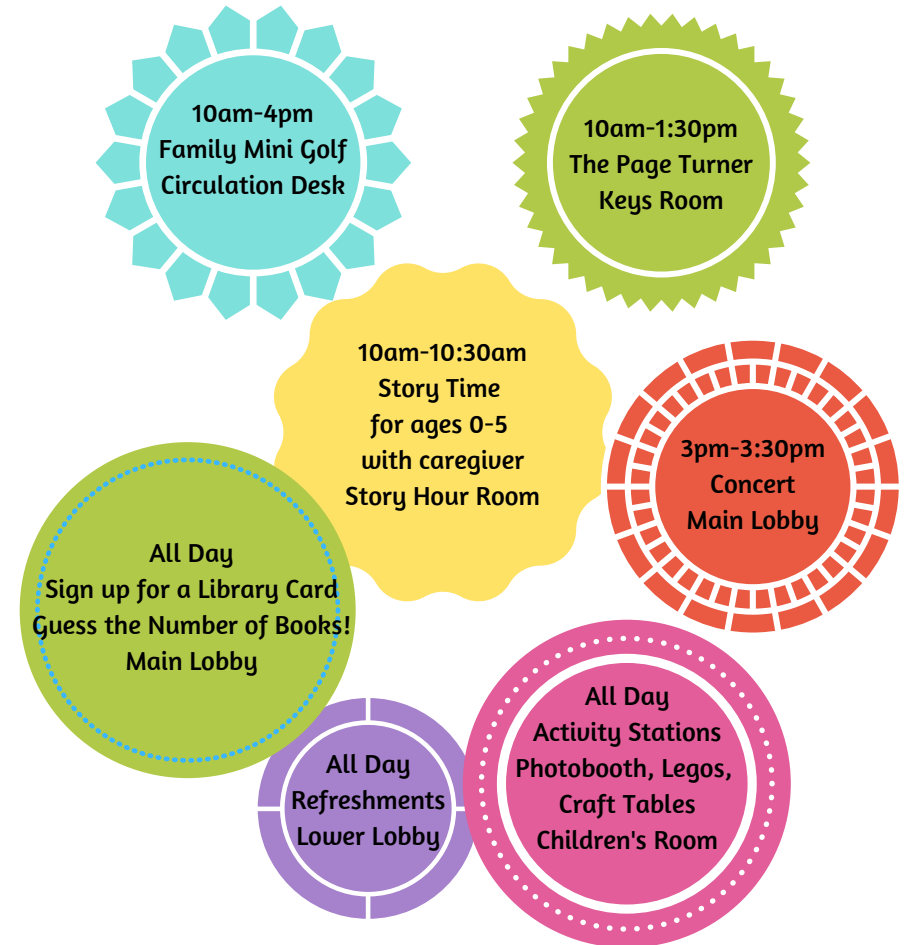 10am-4pm
Family Mini Golf
Circulation Desk
10am-1:30pm
The Page Turner
Keys Room
10am-10:30am
Story Time
for ages 0-5
with caregiver
Story Hour Room
3pm-3:30pm
Concert
Main Lobby
All Day
Sign up for a Library Card
Guess the Number of Books!
Main Lobby
All Day
Activity Stations
Photobooth, Legos,
Craft Tables
Children's Room
All Day
Refreshments
Lower Lobby